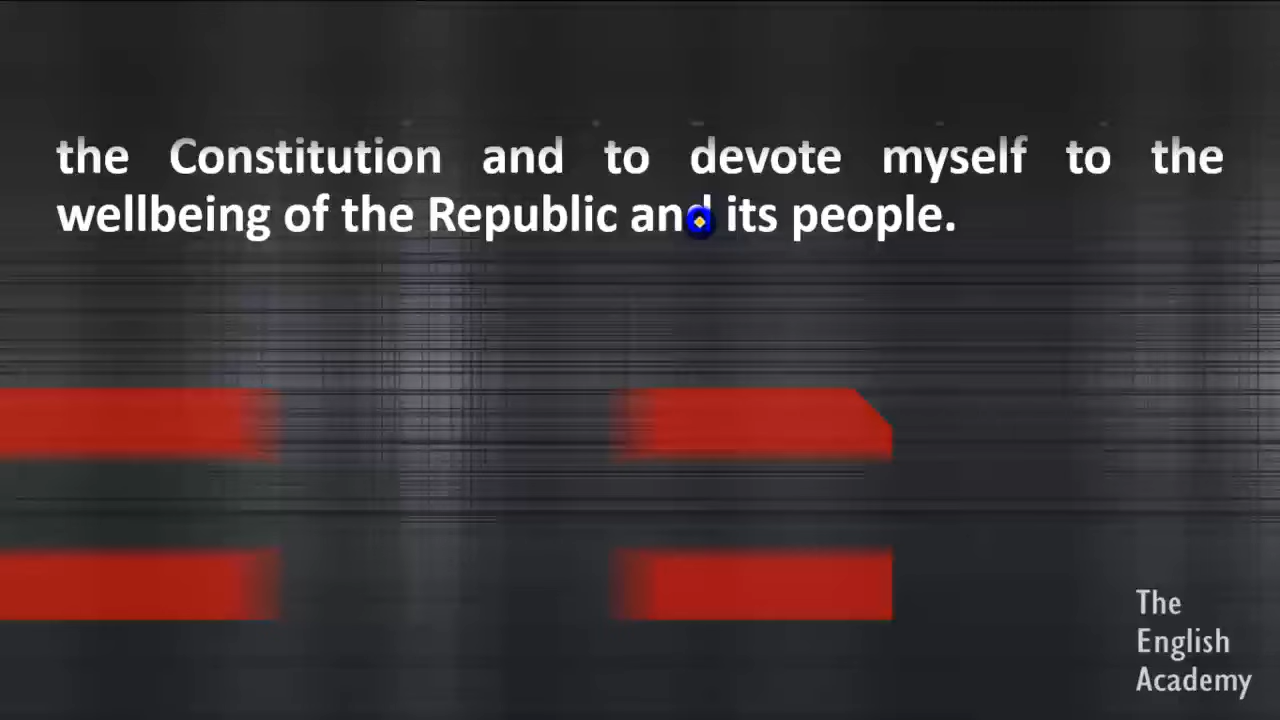 the Constitution and to devote myself to the
wellbeing of the Republic and its people.
The
English
Academy